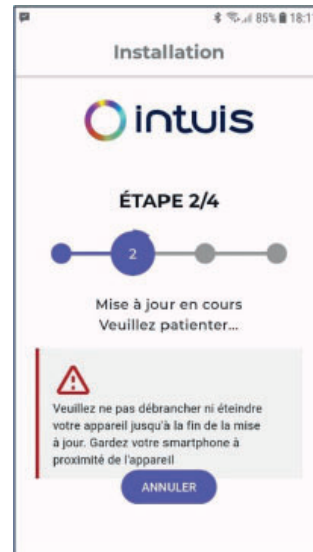 85% 18:11
Installation
intuis
ÉTAPE 2/4
2
Mise à jour en cours
Veuillez patienter...
Veuillez ne pas débrancher ni éteindre
votre appareil jusqu'à la fin de la mise
à jour. Gardez votre smartphone à
proximité de l'appareil
ANNULER